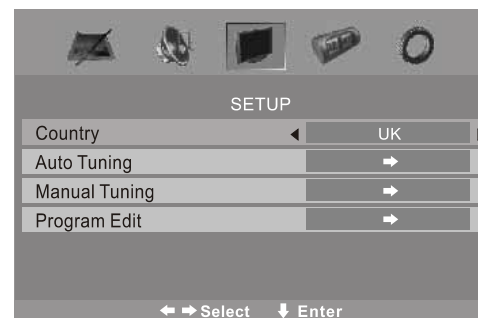 SETUP
Country UK
Auto Tuning
Manual Tuning
Program Edit
Select Enter